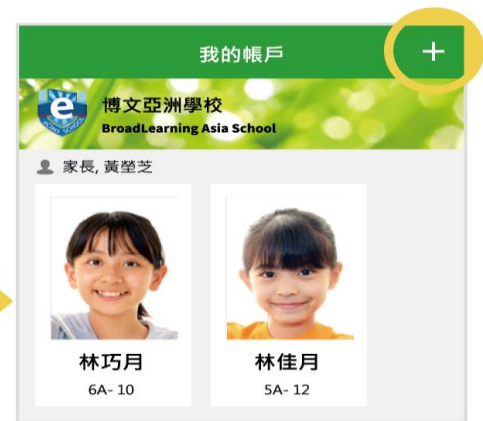 我的帳戶 +
e
博文亞洲學校
BroadLearning Asia School
家長, 黃瑩芝
林巧月
6A- 10
林佳月
5A- 12